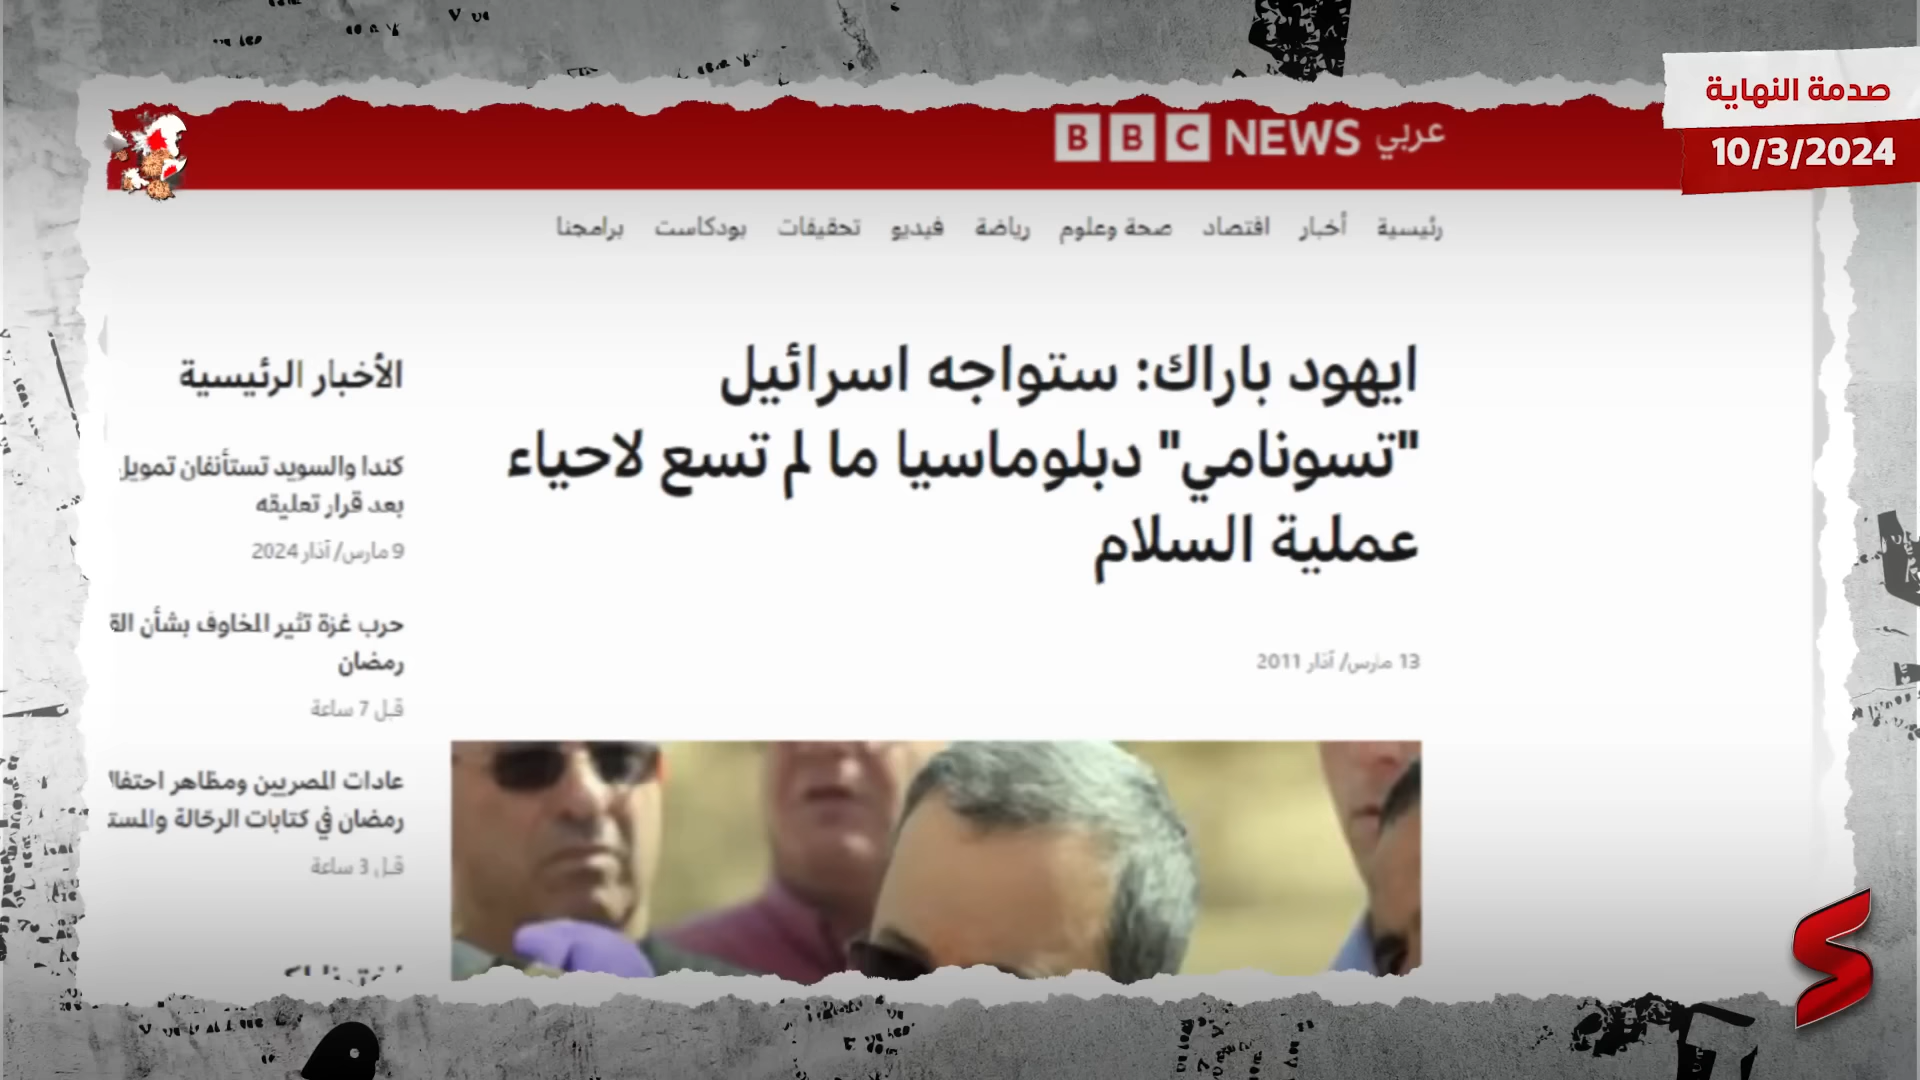 صدمة النهاية
10/3/2024
BBC NEWS عربي
رئيسية أخبار اقتصاد صحة وعلوم رياضة فيديو تحقيقات بودكاست برامجنا
ايهود باراك: ستواجه اسرائيل
"تسونامي" دبلوماسيا ما لم تسع لاحياء
عملية السلام
13 مارس/ آذار 2011
الأخبار الرئيسية
كندا والسويد تستأنفان تمويل
بعد قرار تعليقه
9 مارس/ آذار 2024
حرب غزة تثير المخاوف بشأن
رمضان
قبل 7 ساعة
عادات المصريين ومظاهر
رمضان في كتابات الرحّالة
قبل 3 ساعة